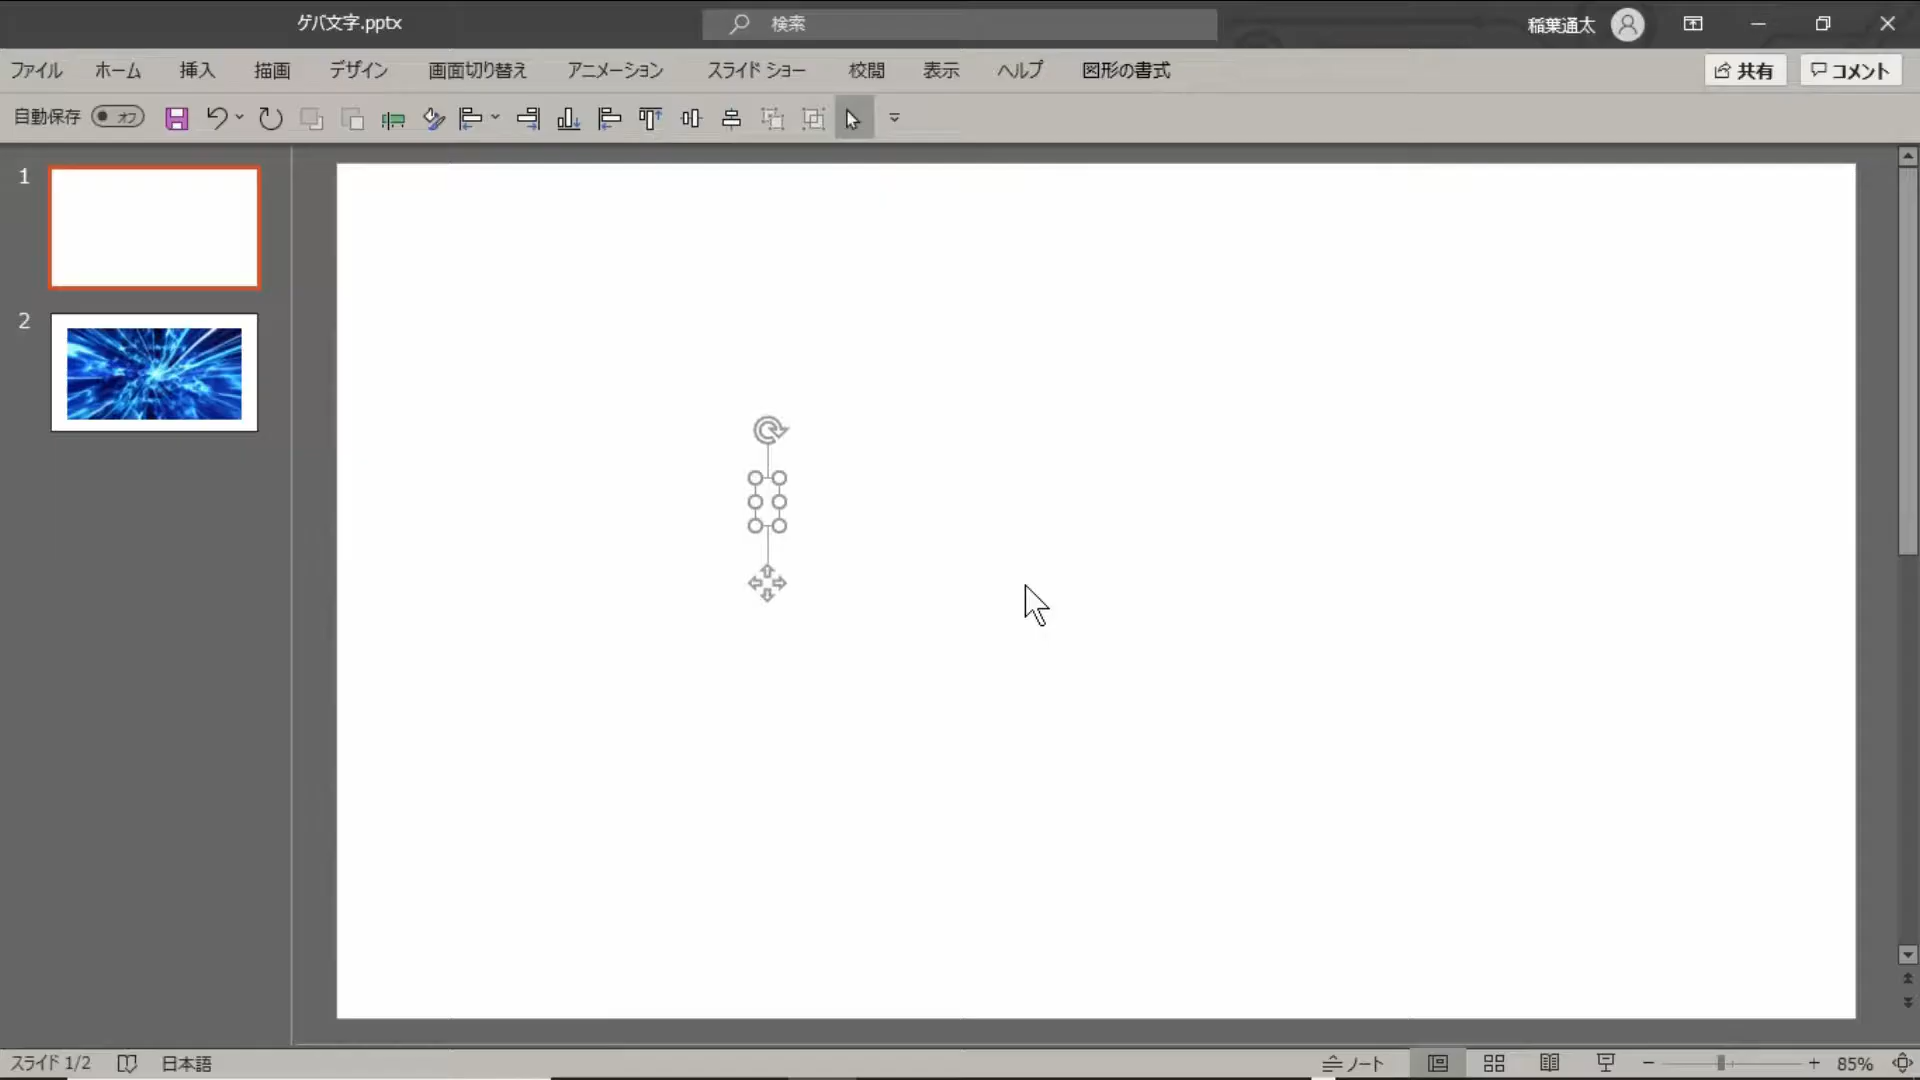 ゲバ文字.pptx
検索
稲葉通太
ファイル ホーム 挿入 描画 デザイン 画面切り替え アニメーション スライド ショー 校閲 表示 ヘルプ 図形の書式
共有 コメント
自動保存 オフ
1
2
スライド 1/2 日本語
ノート
85%